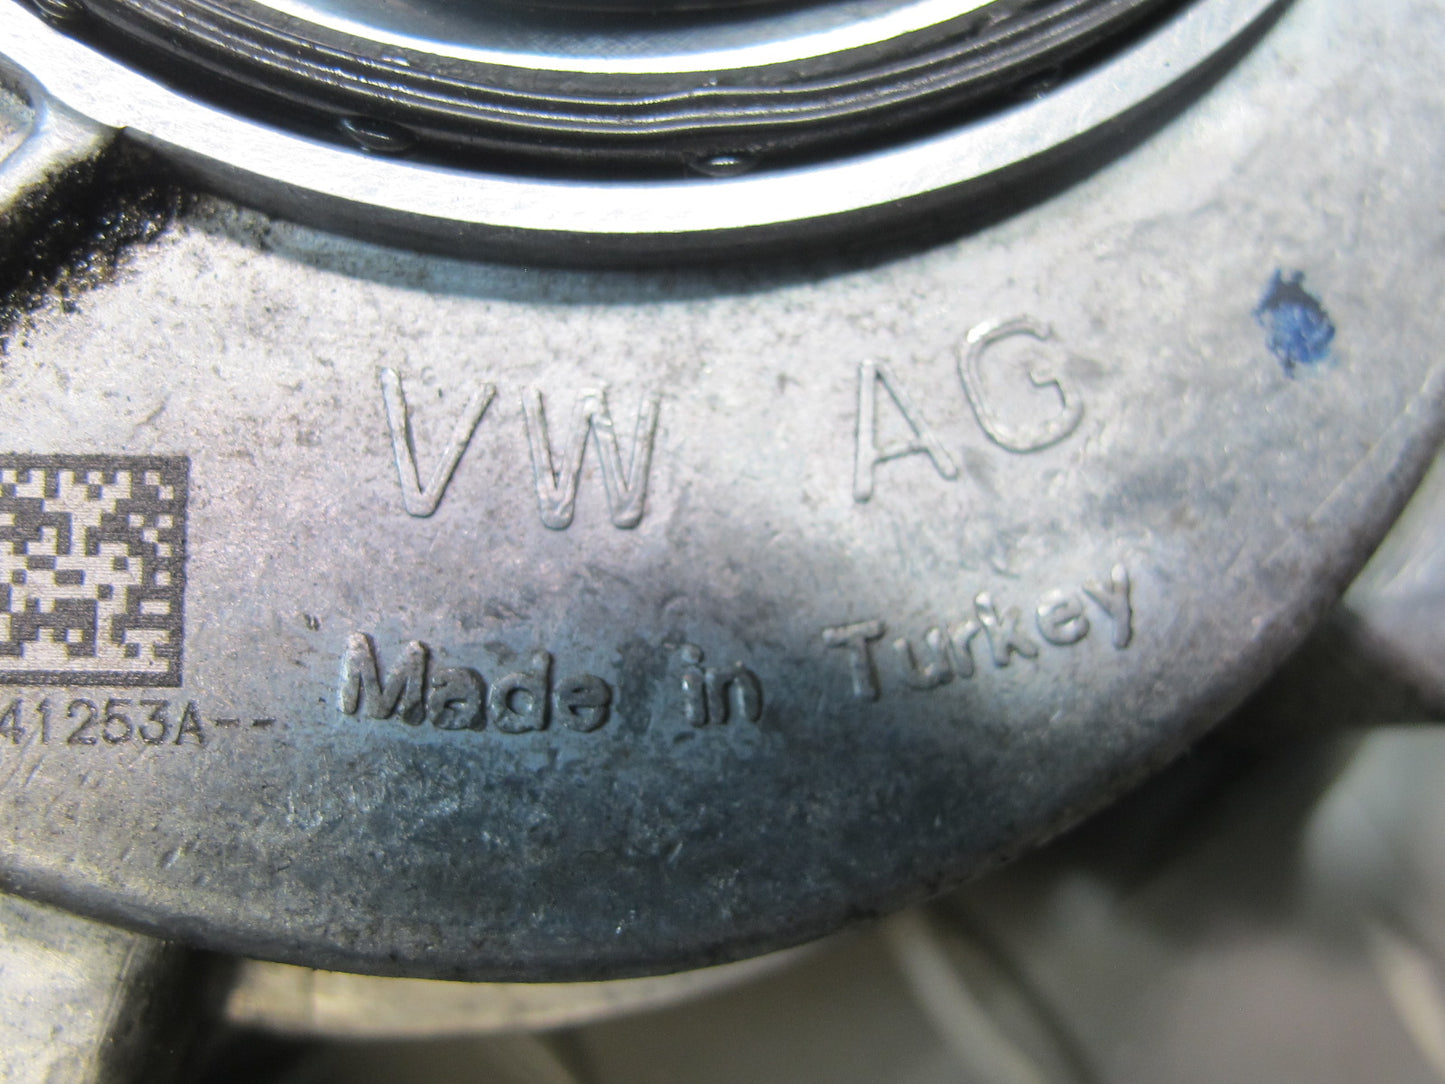 VW AG
Made in Turkey
41253A--